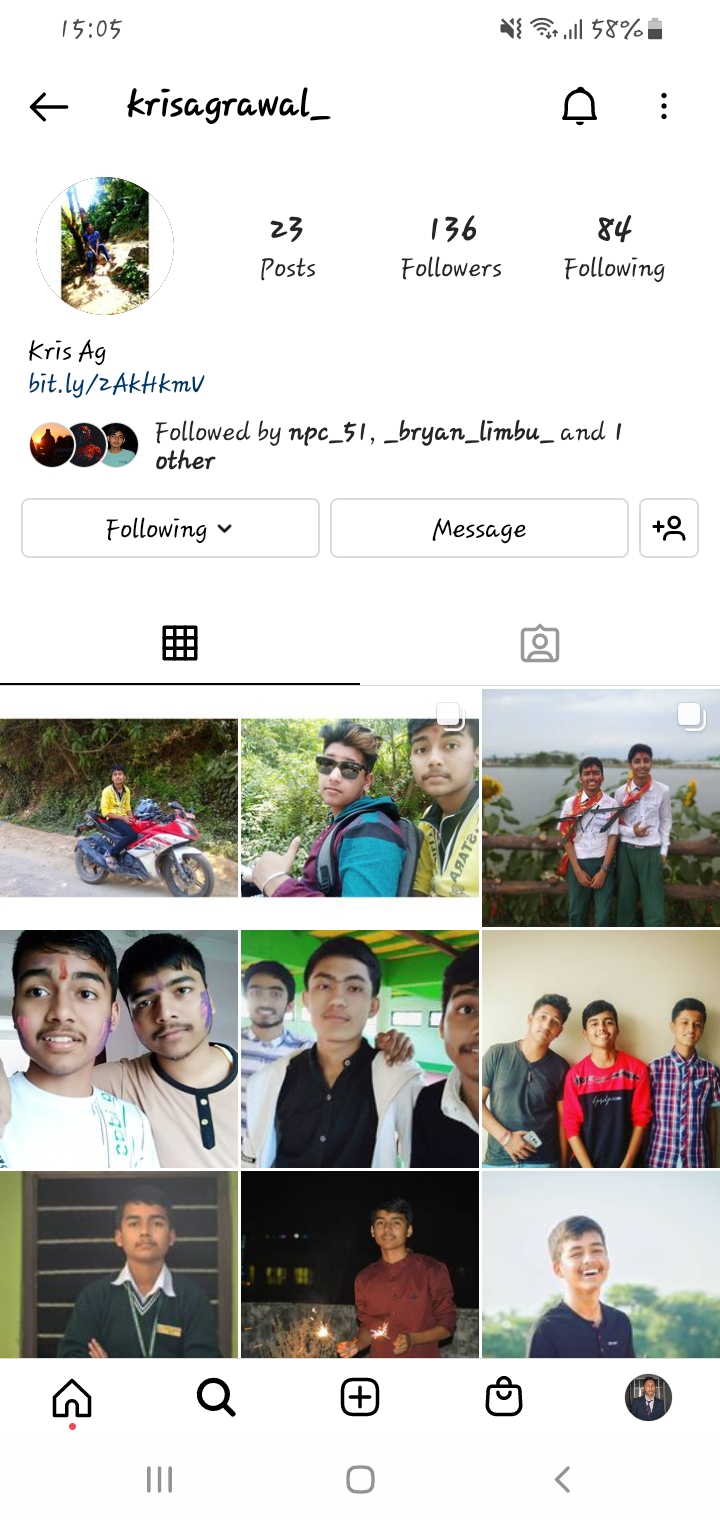 15:05 58%
krisagrawal_
23 136 84
Posts Followers Following
Kris Ag
bit.ly/2AkHkmV
Followed by npc_51, _bryan_limbu_ and 1
other
Following Message